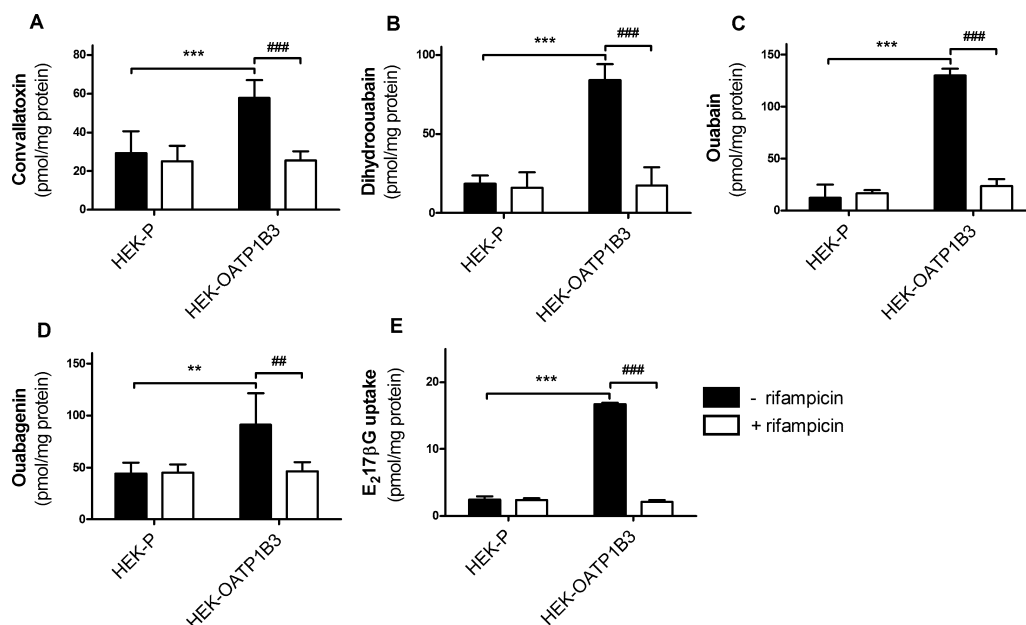 A
Convallatoxin
(pmol/mg protein)
80
60
40
20
0
***
###
HEK-P
HEK-OATP1B3
B
Dihydroouabain
(pmol/mg protein)
100
50
0
***
###
HEK-P
HEK-OATP1B3
C
Ouabain
(pmol/mg protein)
150
100
50
0
***
###
HEK-P
HEK-OATP1B3
D
Ouabagenin
(pmol/mg protein)
150
100
50
0
**
##
HEK-P
HEK-OATP1B3
E
E₂17βG uptake
(pmol/mg protein)
20
10
0
***
###
HEK-P
HEK-OATP1B3
- rifampicin
+ rifampicin